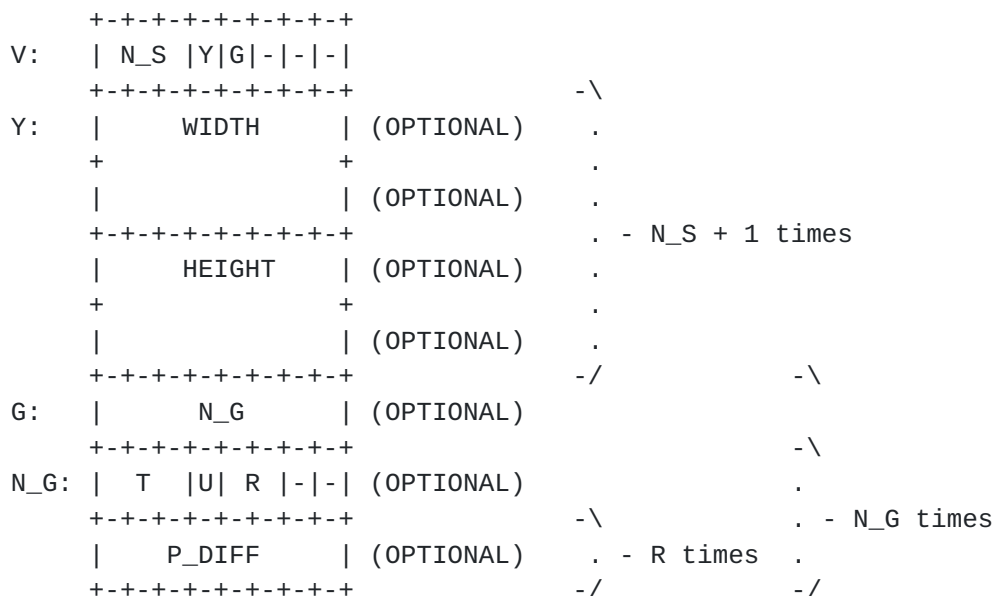 +-+-+-+-+-+-+-+-+
V:   | N_S |Y|G|-|-|-|
     +-+-+-+-+-+-+-+-+              -\
Y:   |     WIDTH     | (OPTIONAL)    .
     +               +               .
     |               | (OPTIONAL)    .
     +-+-+-+-+-+-+-+-+               . - N_S + 1 times
     |     HEIGHT    | (OPTIONAL)    .
     +               +               .
     |               | (OPTIONAL)    .
     +-+-+-+-+-+-+-+-+              -/            -\
G:   |      N_G      | (OPTIONAL)
     +-+-+-+-+-+-+-+-+                            -\
N_G: |  T  |U| R |-|-| (OPTIONAL)                 .
     +-+-+-+-+-+-+-+-+              -\            . - N_G times
     |    P_DIFF     | (OPTIONAL)    . - R times  .
     +-+-+-+-+-+-+-+-+              -/            -/